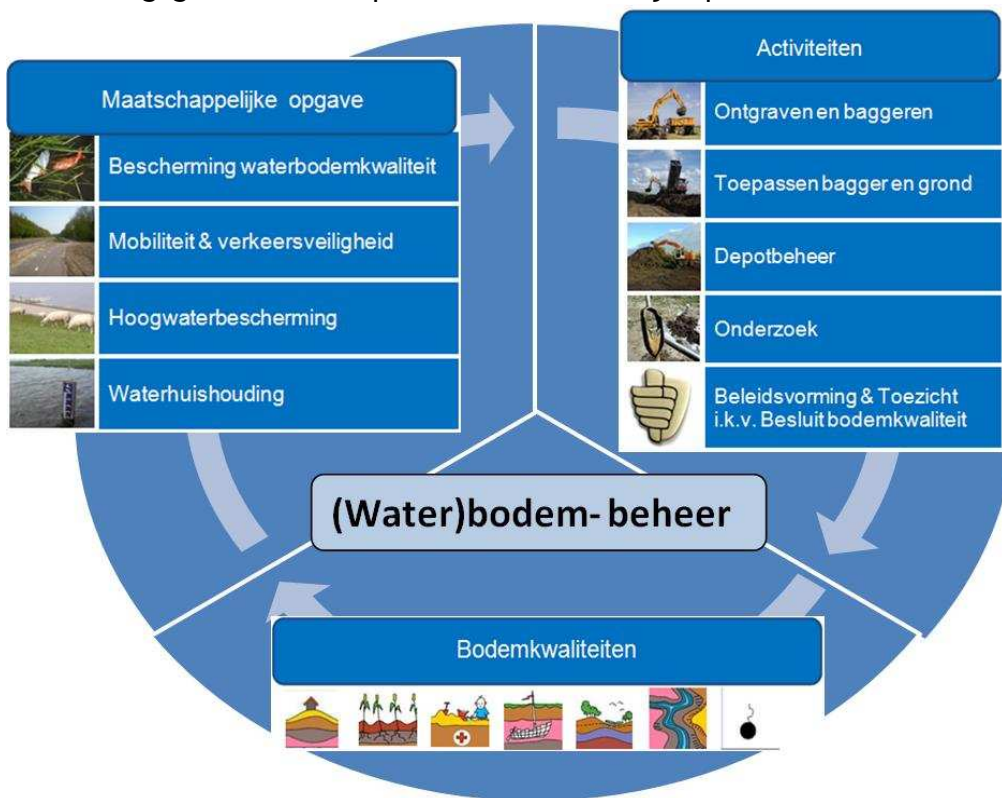 Activiteiten
Maatschappelijke opgave
Ontgraven en baggeren
Bescherming waterbodemkwaliteit
Toepassen bagger en grond
Mobiliteit & verkeersveiligheid
Depotbeheer
Hoogwaterbescherming
Onderzoek
Waterhuishouding
Beleidsvorming & Toezicht
i.k.v. Besluit bodemkwaliteit
(Water)bodem- beheer
Bodemkwaliteiten